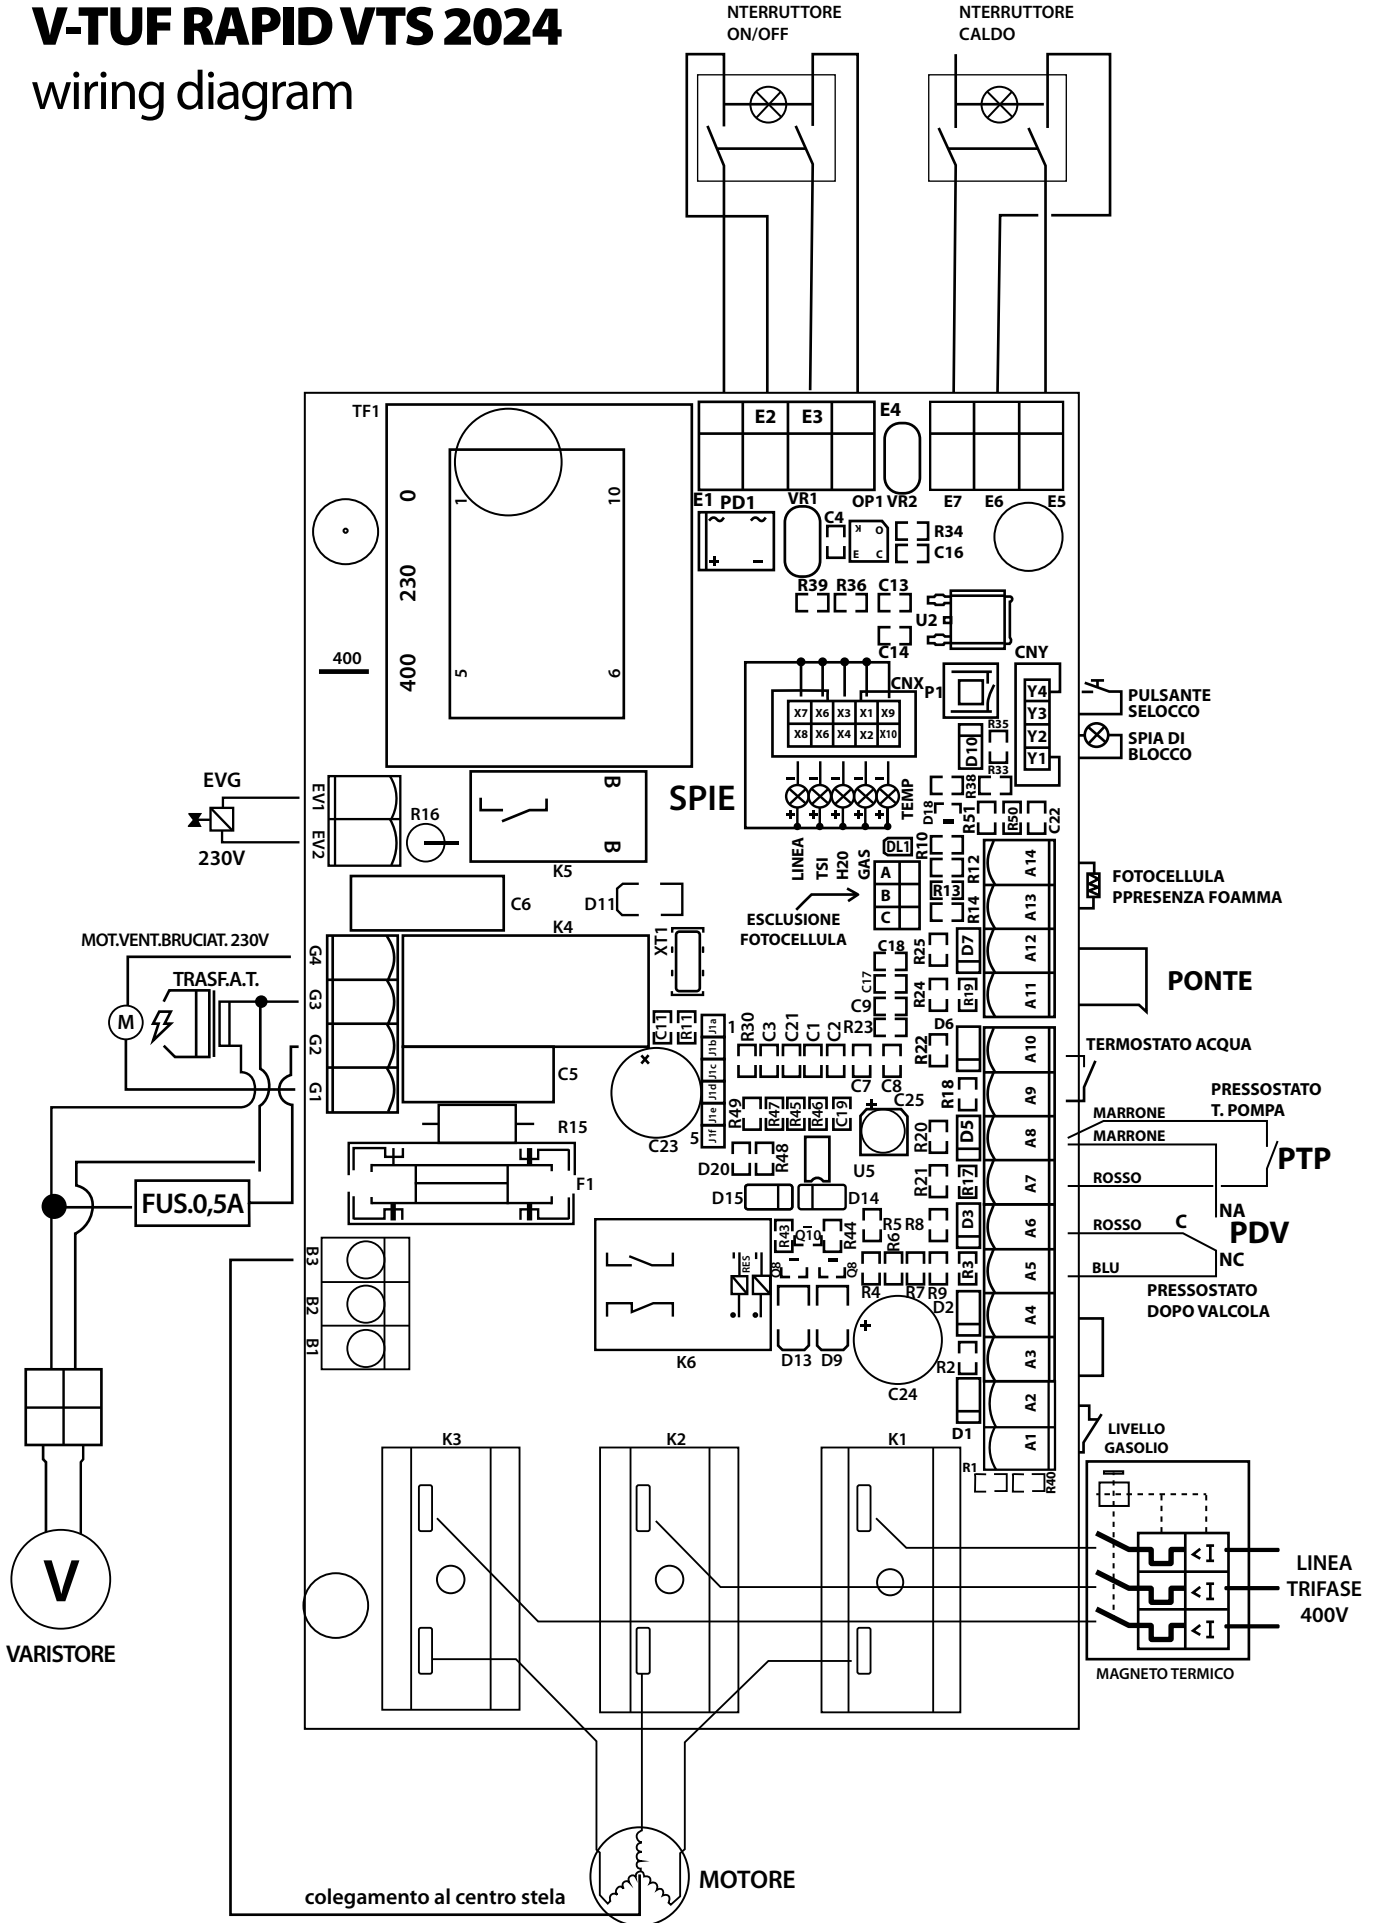 V-TUF RAPID VTS 2024
wiring diagram
NTERRUTTORE
ON/OFF
NTERRUTTORE
CALDO
TF1
0
230
400
400
1
10
5
6
E2
E3
E4
E1
PD1
VR1
OP1
VR2
E7
E6
E5
~
~
+
-
C4
K
O
E
C
R34
C16
R39
R36
C13
U2
C14
CNY
CNX
P1
Y4
Y3
Y2
Y1
PULSANTE
SELOCCO
SPIA DI
BLOCCO
X7
X6
X3
X1
X9
X8
X6
X4
X2
X10
R35
D10
R33
R38
SPIE
TEMP
D18
R51
R50
C22
LINEA
TSI
H20
GAS
DL1
R10
R12
A
B
C
R13
R14
ESCLUSIONE
FOTOCELLULA
EVG
230V
EV1
EV2
R16
B
B
K5
C6
D11
K4
XT1
C18
R25
D7
C17
C9
R24
R19
R23
D6
R22
A14
A13
A12
A11
FOTOCELLULA
PPRESENZA FOAMMA
PONTE
MOT.VENT.BRUCIAT. 230V
TRASF.A.T.
M
G4
G3
G2
G1
C11
R11
J1a
J1b
J1c
J1d
J1e
J1f
1
5
R30
C3
C21
C1
C2
C7
C8
C5
C23
R49
R47
R45
R46
C19
C25
+
R18
R20
D5
A10
A9
A8
A7
A6
A5
A4
A3
A2
A1
TERMOSTATO ACQUA
PRESSOSTATO
T. POMPA
MARRONE
MARRONE
ROSSO
PTP
NA
ROSSO
C
PDV
NC
BLU
PRESSOSTATO
DOPO VALCOLA
R15
F1
FUS.0,5A
D20
R48
U5
R21
R17
D15
D14
R43
Q10
R44
R5
R6
R8
D3
Q8
Q8
R4
R7
R9
R3
D2
RES
B3
B2
B1
K6
D13
D9
+
C24
R2
D1
R1
R40
LIVELLO
GASOLIO
K3
K2
K1
V
VARISTORE
< I
< I
< I
LINEA
TRIFASE
400V
MAGNETO TERMICO
MOTORE
colegamento al centro stela